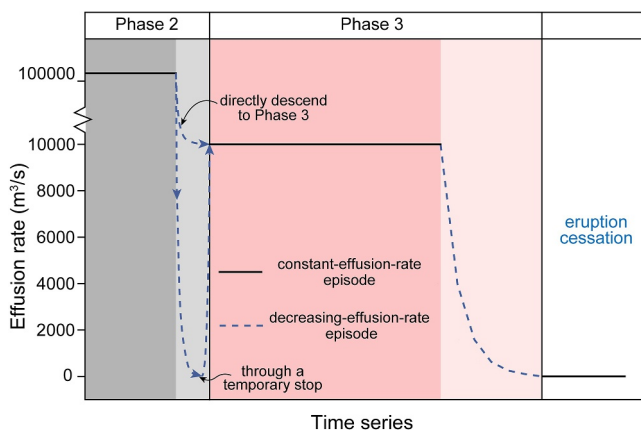 Phase 2
Phase 3
100000
10000
8000
6000
4000
2000
0
Effusion rate (m³/s)
directly descend
to Phase 3
constant-effusion-rate
episode
decreasing-effusion-rate
episode
through a
temporary stop
eruption
cessation
Time series